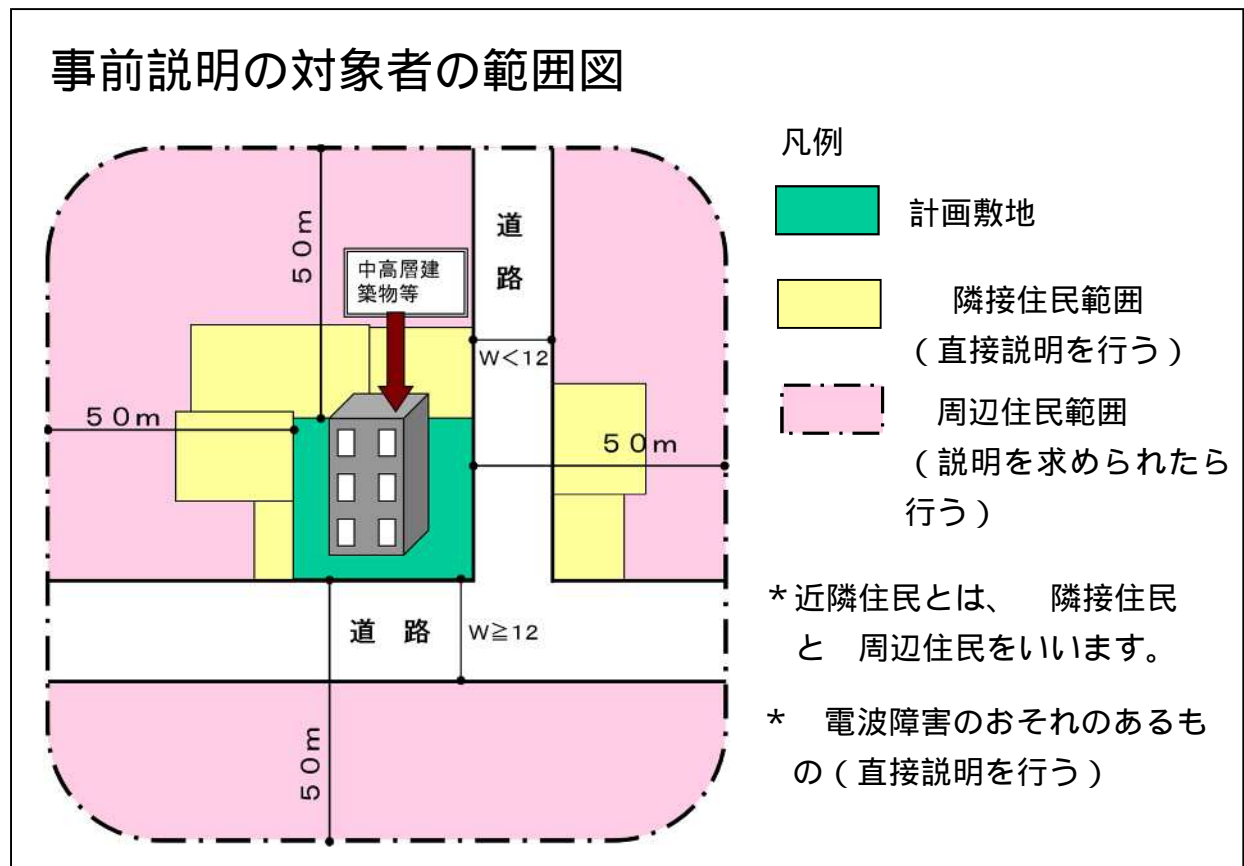 事前説明の対象者の範囲図
50m
道
路
中高層建
築物等
W<12
50m
50m
道 路
W≧12
50m
凡例
計画敷地
隣接住民範囲
(直接説明を行う)
周辺住民範囲
(説明を求められたら
行う)
*近隣住民とは、 隣接住民
と 周辺住民をいいます。
* 電波障害のおそれのあるも
の(直接説明を行う)